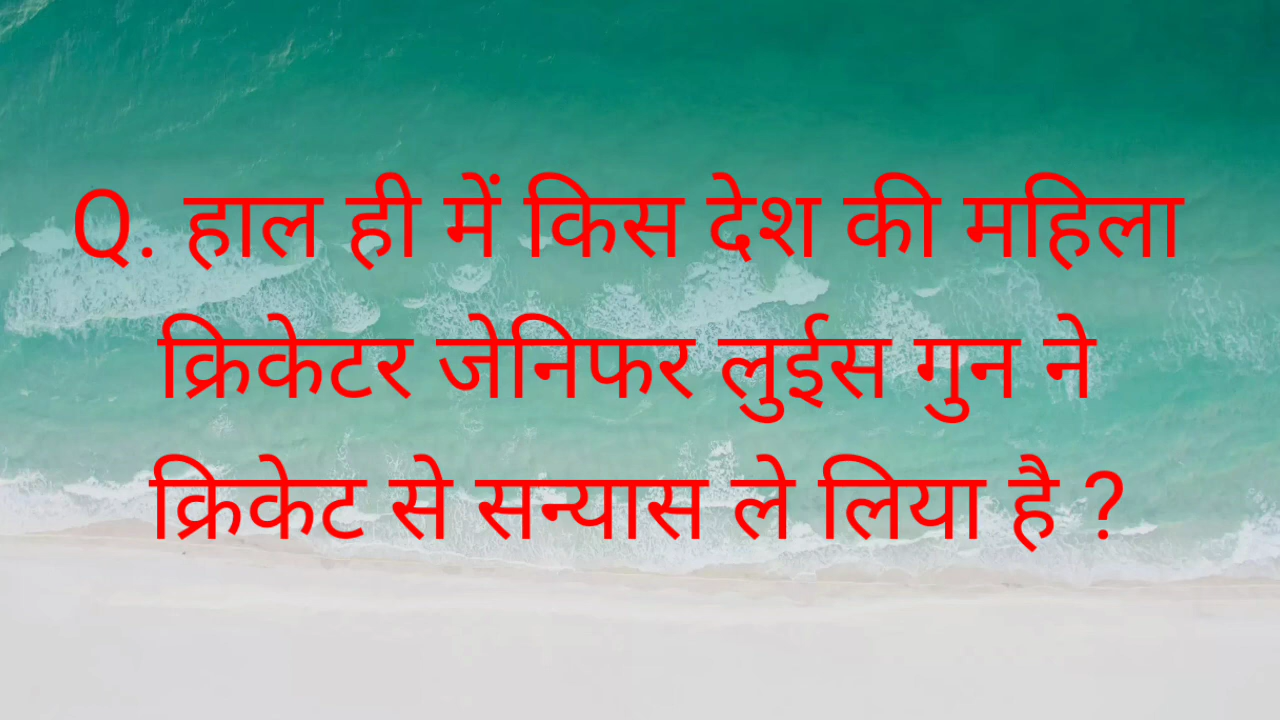 Q. हाल ही में किस देश की महिला
क्रिकेटर जेनिफर लुईस गुन ने
क्रिकेट से सन्यास ले लिया है ?